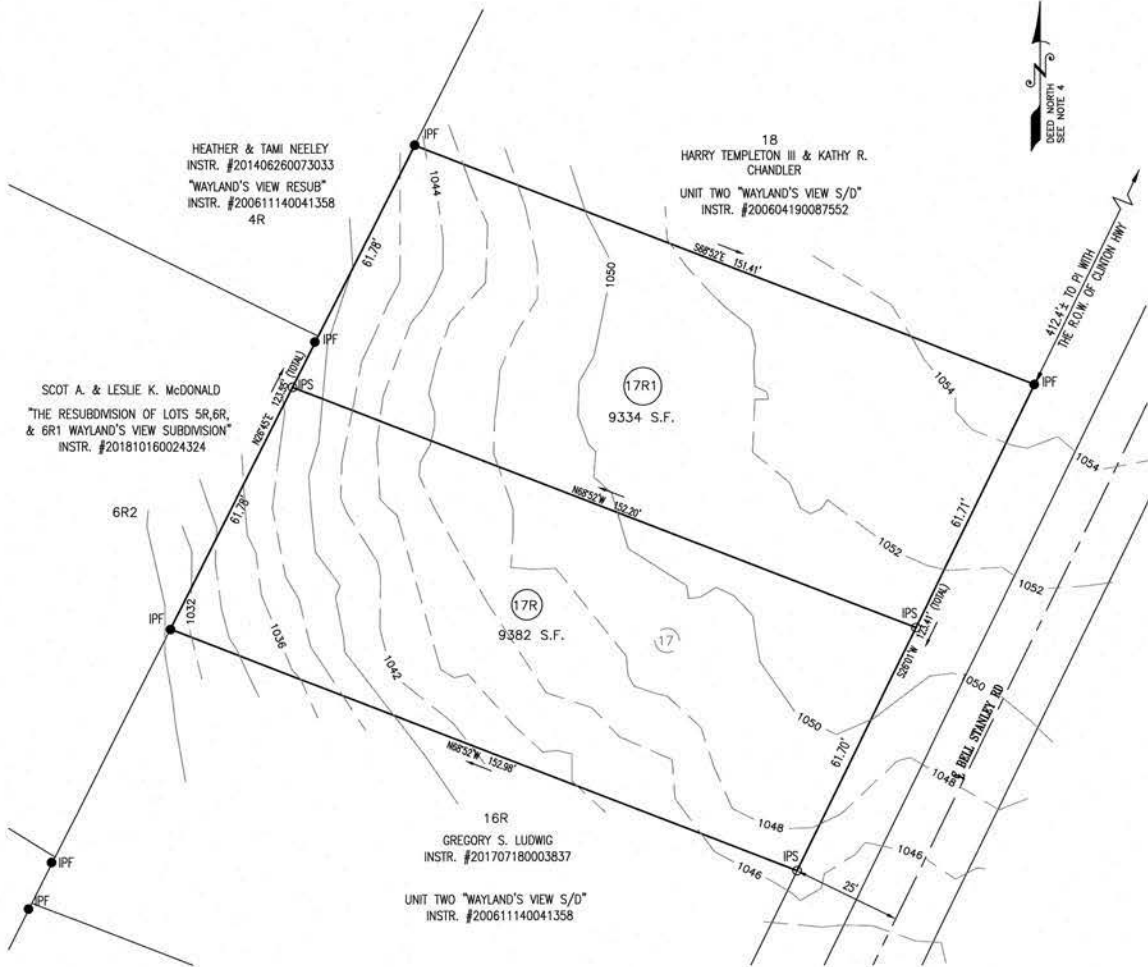 IPF
HEATHER & TAMI NEELEY
INSTR. #201406260073033
"WAYLAND'S VIEW RESUB"
INSTR. #200611140041358
4R
1044
18
HARRY TEMPLETON III & KATHY R.
CHANDLER
UNIT TWO "WAYLAND'S VIEW S/D"
INSTR. #200604190087552
N
DEED NORTH
SEE NOTE 4
412.4'± TO PI WITH
THE R.O.W. OF CLINTON HWY
61.78'
S68°52'E 151.41'
1050
IPF
IPF
17R1
9334 S.F.
1054
1054
SCOT A. & LESLIE K. McDONALD
"THE RESUBDIVISION OF LOTS 5R,6R,
& 6R1 WAYLAND'S VIEW SUBDIVISION"
INSTR. #201810160024324
IPS
N26°45'E 123.55' (TOTAL)
61.78'
N68°52'W 152.20'
61.71'
1052
1052
6R2
IPF
1032
1036
1042
17R
9382 S.F.
17
IPS
S26°01'W 123.41' (TOTAL)
1050
1050
61.70'
E BELL STANLEY RD
1048
1048
1046
1046
N68°52'W 152.98'
IPS
25'
16R
GREGORY S. LUDWIG
INSTR. #201707180003837
UNIT TWO "WAYLAND'S VIEW S/D"
INSTR. #200611140041358
IPF
IPF